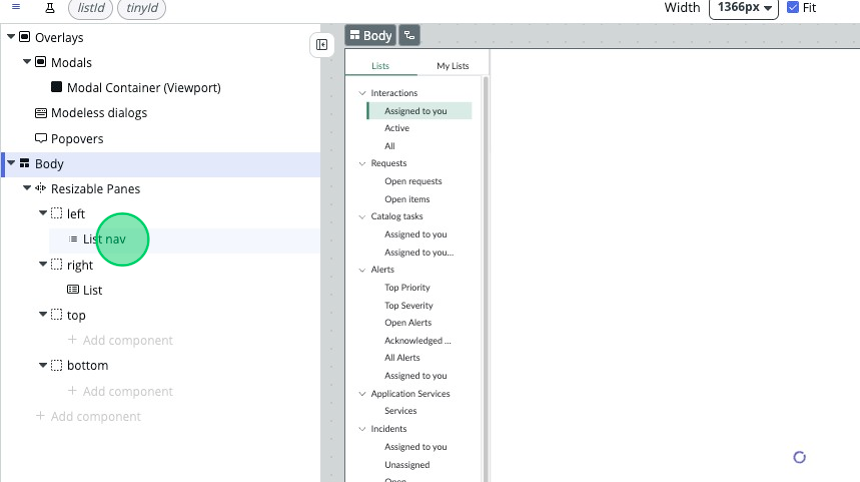 listId tinyId
Width 1366px Fit
Overlays
Modals
Modal Container (Viewport)
Modeless dialogs
Popovers
Body
Resizable Panes
left
List nav
right
List
top
Add component
bottom
Add component
Add component
Body
Lists My Lists
Interactions
Assigned to you
Active
All
Requests
Open requests
Open items
Catalog tasks
Assigned to you
Assigned to you...
Alerts
Top Priority
Top Severity
Open Alerts
Acknowledged ...
All Alerts
Assigned to you
Application Services
Services
Incidents
Assigned to you
Unassigned
Open